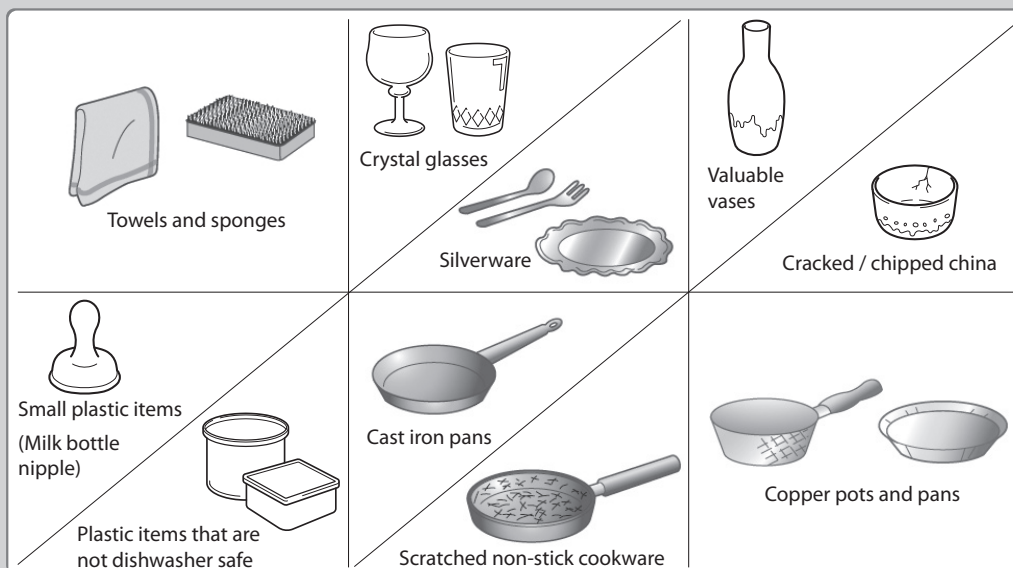 Towels and sponges
Crystal glasses
Silverware
Valuable
vases
Cracked / chipped china
Small plastic items
(Milk bottle
nipple)
Plastic items that are
not dishwasher safe
Cast iron pans
Scratched non-stick cookware
Copper pots and pans